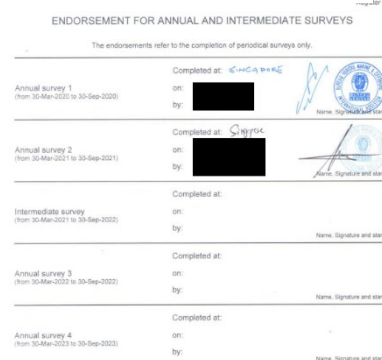 ENDORSEMENT FOR ANNUAL AND INTERMEDIATE SURVEYS
The endorsements refer to the completion of periodical surveys only.
Completed at: SINGAPORE
Annual survey 1
(from 30-Mar-2020 to 30-Sep-2020)
on:
by:
Name, Signature and
Completed at:
Annual survey 2
(from 30-Mar-2021 to 30-Sep-2021)
on:
by:
Name, Signature and
Completed at:
Intermediate survey
(from 30-Mar-2021 to 30-Sep-2022)
on:
by:
Name, Signature and
Completed at:
Annual survey 3
(from 30-Mar-2022 to 30-Sep-2022)
on:
by:
Name, Signature and
Completed at:
Annual survey 4
(from 30-Mar-2023 to 30-Sep-2023)
on:
by:
Name, Signature and